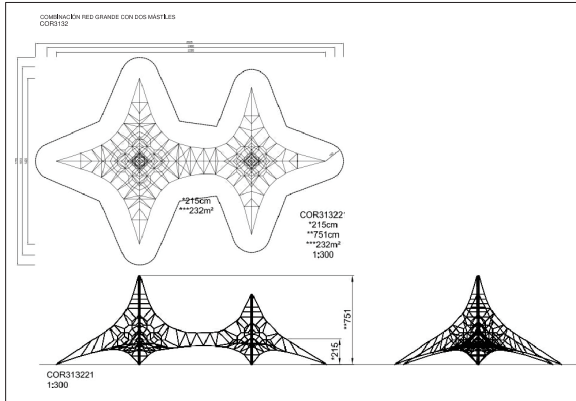 COMBINACIÓN RED GRANDE CON DOS MÁSTILES
COR3132
*215cm
***232m²
COR313221
*215cm
**751cm
***232m²
1:300
**751
*215
COR313221
1:300